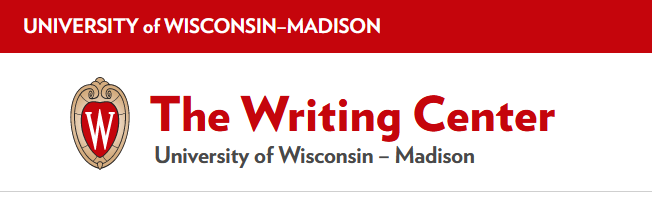 UNIVERSITY of WISCONSIN–MADISON
W
The Writing Center
University of Wisconsin – Madison